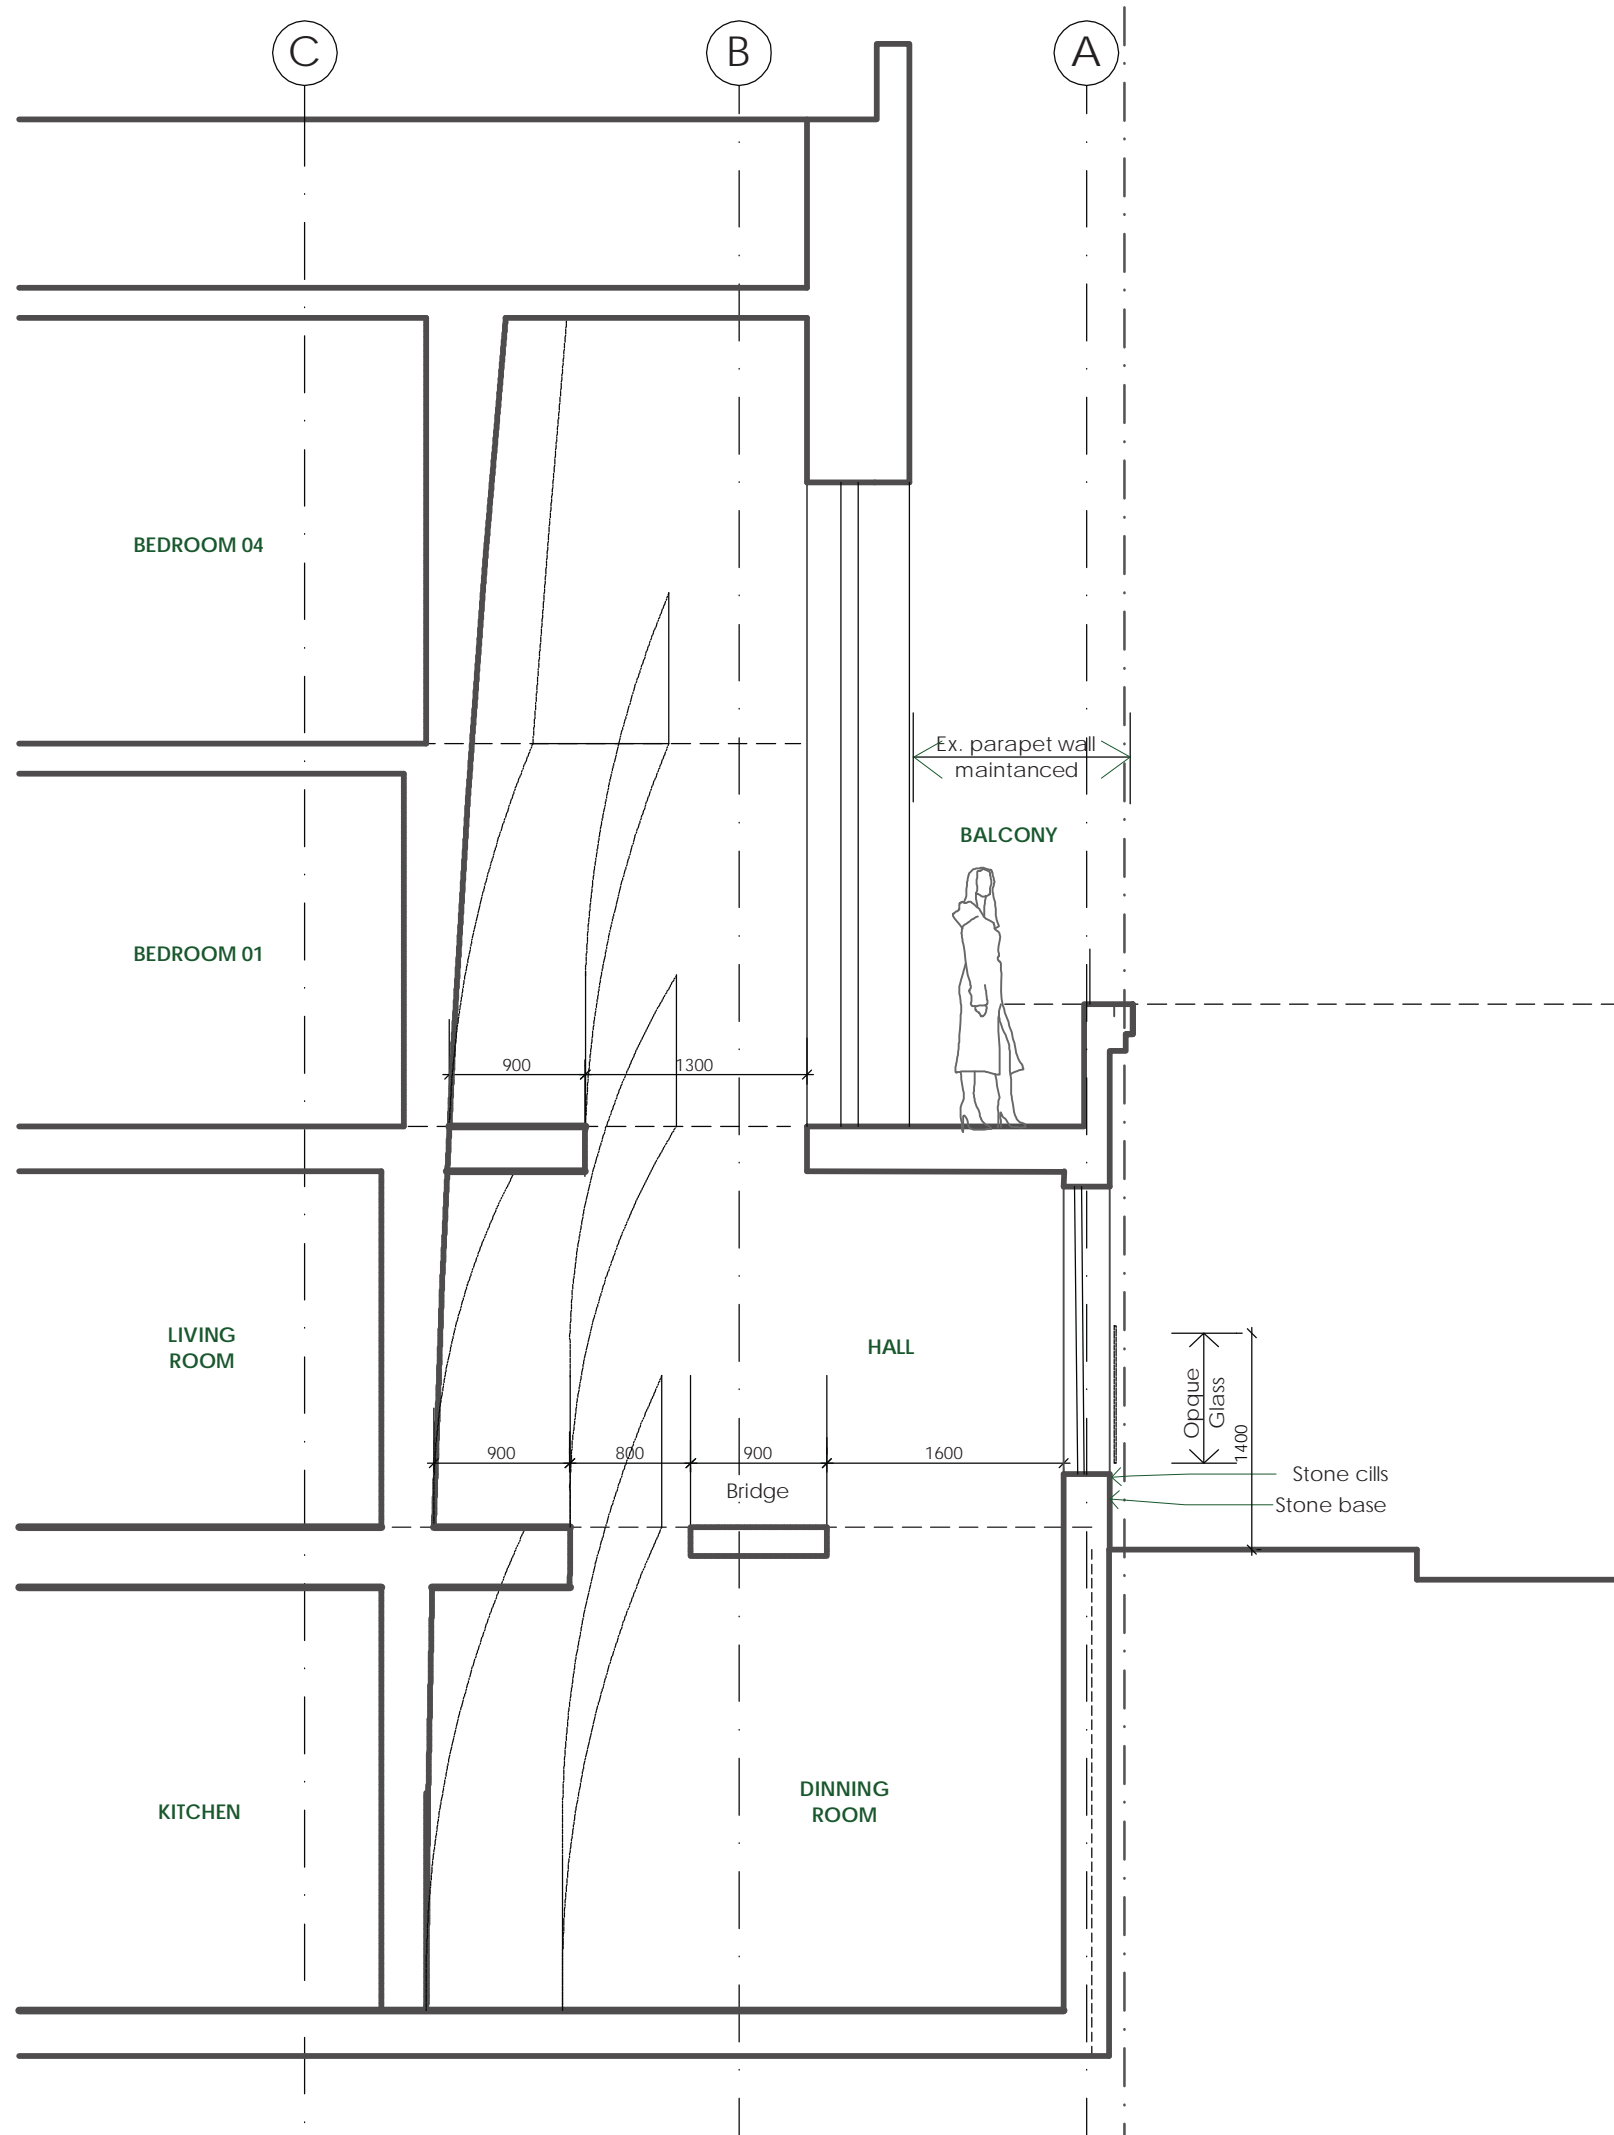 C
B
A
BEDROOM 04
Ex. parapet wall
maintanced
BALCONY
BEDROOM 01
900
1300
LIVING
ROOM
HALL
Opque
Glass
1400
900
800
900
1600
Bridge
Stone cills
Stone base
KITCHEN
DINNING
ROOM